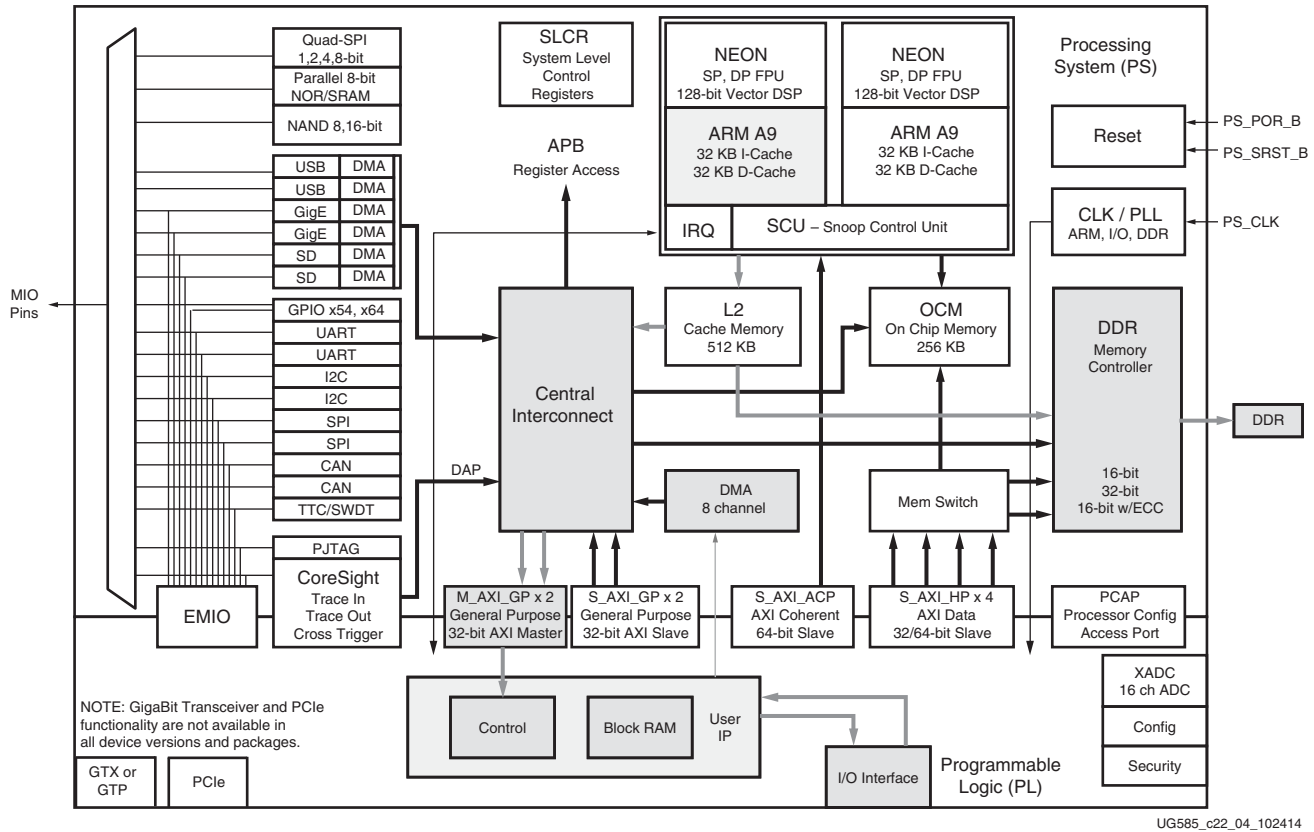 Quad-SPI
1,2,4,8-bit
Parallel 8-bit
NOR/SRAM
NAND 8,16-bit
USB
DMA
USB
DMA
GigE
DMA
GigE
DMA
SD
DMA
SD
DMA
GPIO x54, x64
UART
UART
I2C
I2C
SPI
SPI
CAN
CAN
TTC/SWDT
PJTAG
CoreSight
Trace In
Trace Out
Cross Trigger
MIO
Pins
EMIO
SLCR
System Level
Control
Registers
APB
Register Access
NEON
SP, DP FPU
128-bit Vector DSP
ARM A9
32 KB I-Cache
32 KB D-Cache
NEON
SP, DP FPU
128-bit Vector DSP
ARM A9
32 KB I-Cache
32 KB D-Cache
IRQ
SCU – Snoop Control Unit
Processing
System (PS)
Reset
PS_POR_B
PS_SRST_B
CLK / PLL
ARM, I/O, DDR
PS_CLK
L2
Cache Memory
512 KB
OCM
On Chip Memory
256 KB
DDR
Memory
Controller
16-bit
32-bit
16-bit w/ECC
DDR
Central
Interconnect
DAP
DMA
8 channel
Mem Switch
M_AXI_GP x 2
General Purpose
32-bit AXI Master
S_AXI_GP x 2
General Purpose
32-bit AXI Slave
S_AXI_ACP
AXI Coherent
64-bit Slave
S_AXI_HP x 4
AXI Data
32/64-bit Slave
PCAP
Processor Config
Access Port
XADC
16 ch ADC
Config
Security
Control
Block RAM
User
IP
I/O Interface
Programmable
Logic (PL)
NOTE: GigaBit Transceiver and PCIe
functionality are not available in
all device versions and packages.
GTX or
GTP
PCIe
UG585_c22_04_102414